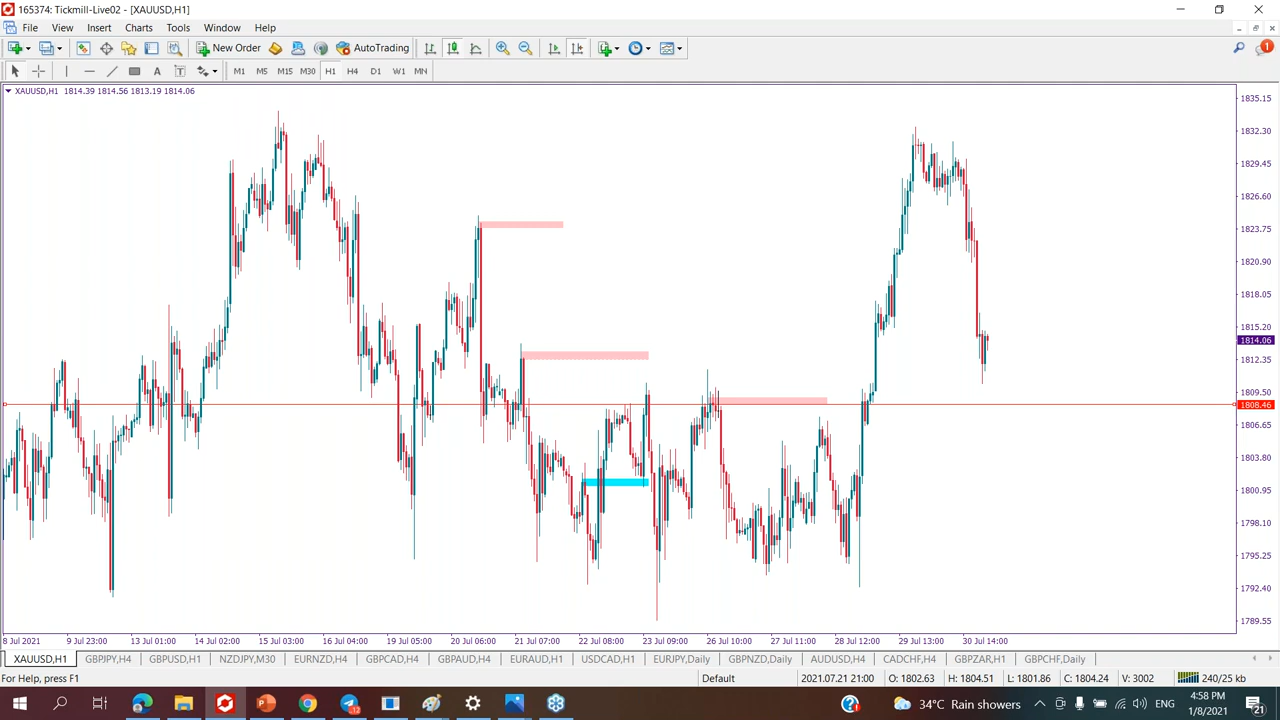 165374: Tickmill-Live02 - [XAUUSD,H1]
File View Insert Charts Tools Window Help
New Order AutoTrading 1
A T M1 M5 M15 M30 H1 H4 D1 W1 MN
XAUUSD,H1 1814.39 1814.56 1813.19 1814.06
1835.15
1832.30
1829.45
1826.60
1823.75
1820.90
1818.05
1815.20
1814.06
1812.35
1809.50
1808.46
1806.65
1803.80
1800.95
1798.10
1795.25
1792.40
1789.55
8 Jul 2021 9 Jul 23:00 13 Jul 01:00 14 Jul 02:00 15 Jul 03:00 16 Jul 04:00 19 Jul 05:00 20 Jul 06:00 21 Jul 07:00 22 Jul 08:00 23 Jul 09:00 26 Jul 10:00 27 Jul 11:00 28 Jul 12:00 29 Jul 13:00 30 Jul 14:00
XAUUSD,H1 GBPJPY,H4 GBPUSD,H1 NZDJPY,M30 EURNZD,H4 GBPCAD,H4 GBPAUD,H4 EURAUD,H1 USDCAD,H1 EURJPY,Daily GBPNZD,Daily AUDUSD,H4 CADCHF,H4 GBPZAR,H1 GBPCHF,Daily
For Help, press F1 Default 2021.07.21 21:00 O: 1802.63 H: 1804.51 L: 1801.86 C: 1804.24 V: 3002 240/25 kb
34°C Rain showers ENG 4:58 PM
1/8/2021 21